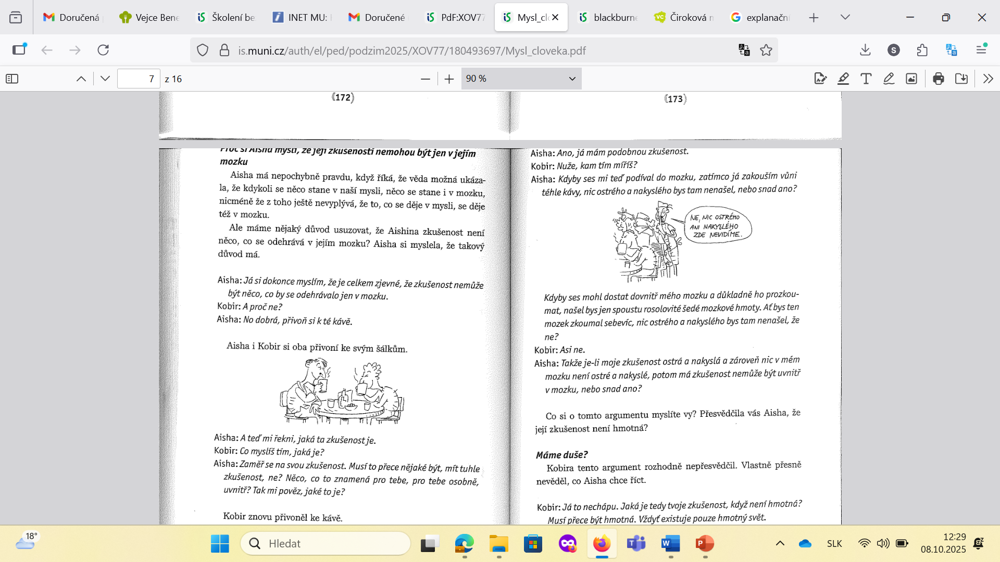 Doručená
Vejce Bene
Školení be
INET MU:
Doručené
PdF:XOV77
Mysl_cl
blackburn
Čiroková m
explanační
is.muni.cz/auth/el/ped/podzim2025/XOV77/180493697/Mysl_cloveka.pdf
S
7 z 16
90 %
(172)
(173)
Proč si Aisha myslí, že její zkušenosti nemohou být jen v jejím
mozku
Aisha má nepochybně pravdu, když říká, že věda možná ukáza-
la, že kdykoli se něco stane v naší mysli, něco se stane i v mozku,
nicméně že z toho ještě nevyplývá, že to, co se děje v mysli, se děje
též v mozku.
Ale máme nějaký důvod usuzovat, že Aishina zkušenost není
něco, co se odehrává v jejím mozku? Aisha si myslela, že takový
důvod má.
Aisha: Já si dokonce myslím, že je celkem zjevné, že zkušenost nemůže
být něco, co by se odehrávalo jen v mozku.
Kobir: A proč ne?
Aisha: No dobrá, přivoň si k té kávě.
Aisha i Kobir si oba přivoní ke svým šálkům.
Aisha: A teď mi řekni, jaká ta zkušenost je.
Kobir: Co myslíš tím, jaká je?
Aisha: Zaměř se na svou zkušenost. Musí to přece nějaké být, mít tuhle
zkušenost, ne? Něco, co to znamená pro tebe, pro tebe osobně,
uvnitř? Tak mi pověz, jaké to je?
Kobir znovu přivoněl ke kávě.
Aisha: Ano, já mám podobnou zkušenost.
Kobir: Nuže, kam tím míříš?
Aisha: Kdyby ses mi teď podíval do mozku, zatímco já zakouším vůni
téhle kávy, nic ostrého a nakyslého bys tam nenašel, nebo snad ano?
NE, NIC OSTRÉHO
ANI NAKYSLÉHO
ZDE NEVIDÍME.
Kdyby ses mohl dostat dovnitř mého mozku a důkladně ho prozkou-
mat, našel bys jen spoustu rosolovité šedé mozkové hmoty. Ať bys ten
mozek zkoumal sebevíc, nic ostrého a nakyslého bys tam nenašel, že
ne?
Kobir: Asi ne.
Aisha: Takže je-li moje zkušenost ostrá a nakyslá a zároveň nic v mém
mozku není ostré a nakyslé, potom má zkušenost nemůže být uvnitř
v mozku, nebo snad ano?
Co si o tomto argumentu myslíte vy? Přesvědčila vás Aisha, že
její zkušenost není hmotná?
Máme duše?
Kobira tento argument rozhodně nepřesvědčil. Vlastně přesně
nevěděl, co Aisha chce říct.
Kobir: Já to nechápu. Jaká je tedy tvoje zkušenost, když není hmotná?
Musí přece být hmotná. Vždyť existuje pouze hmotný svět.
18°
Hledat
SLK
12:29
08.10.2025